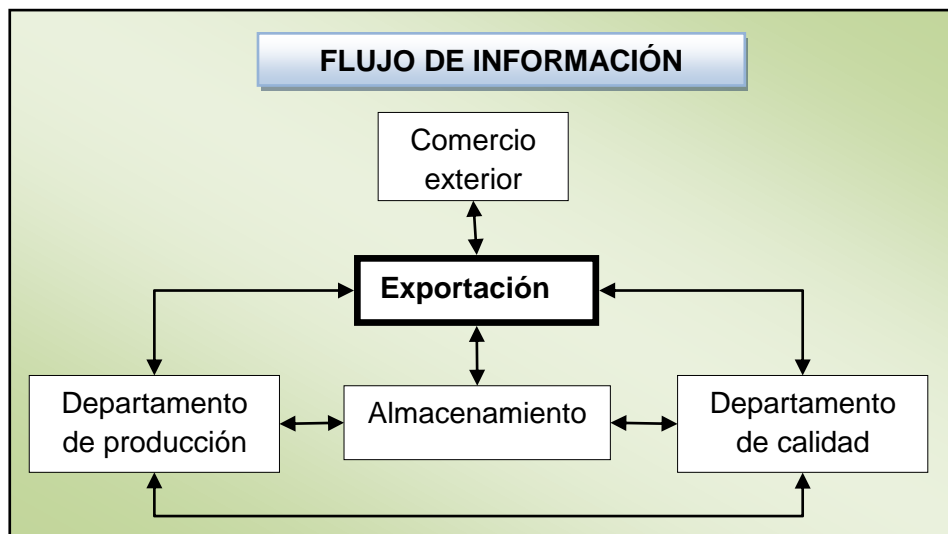 FLUJO DE INFORMACIÓN
Comercio
exterior
Exportación
Departamento
de producción
Almacenamiento
Departamento
de calidad